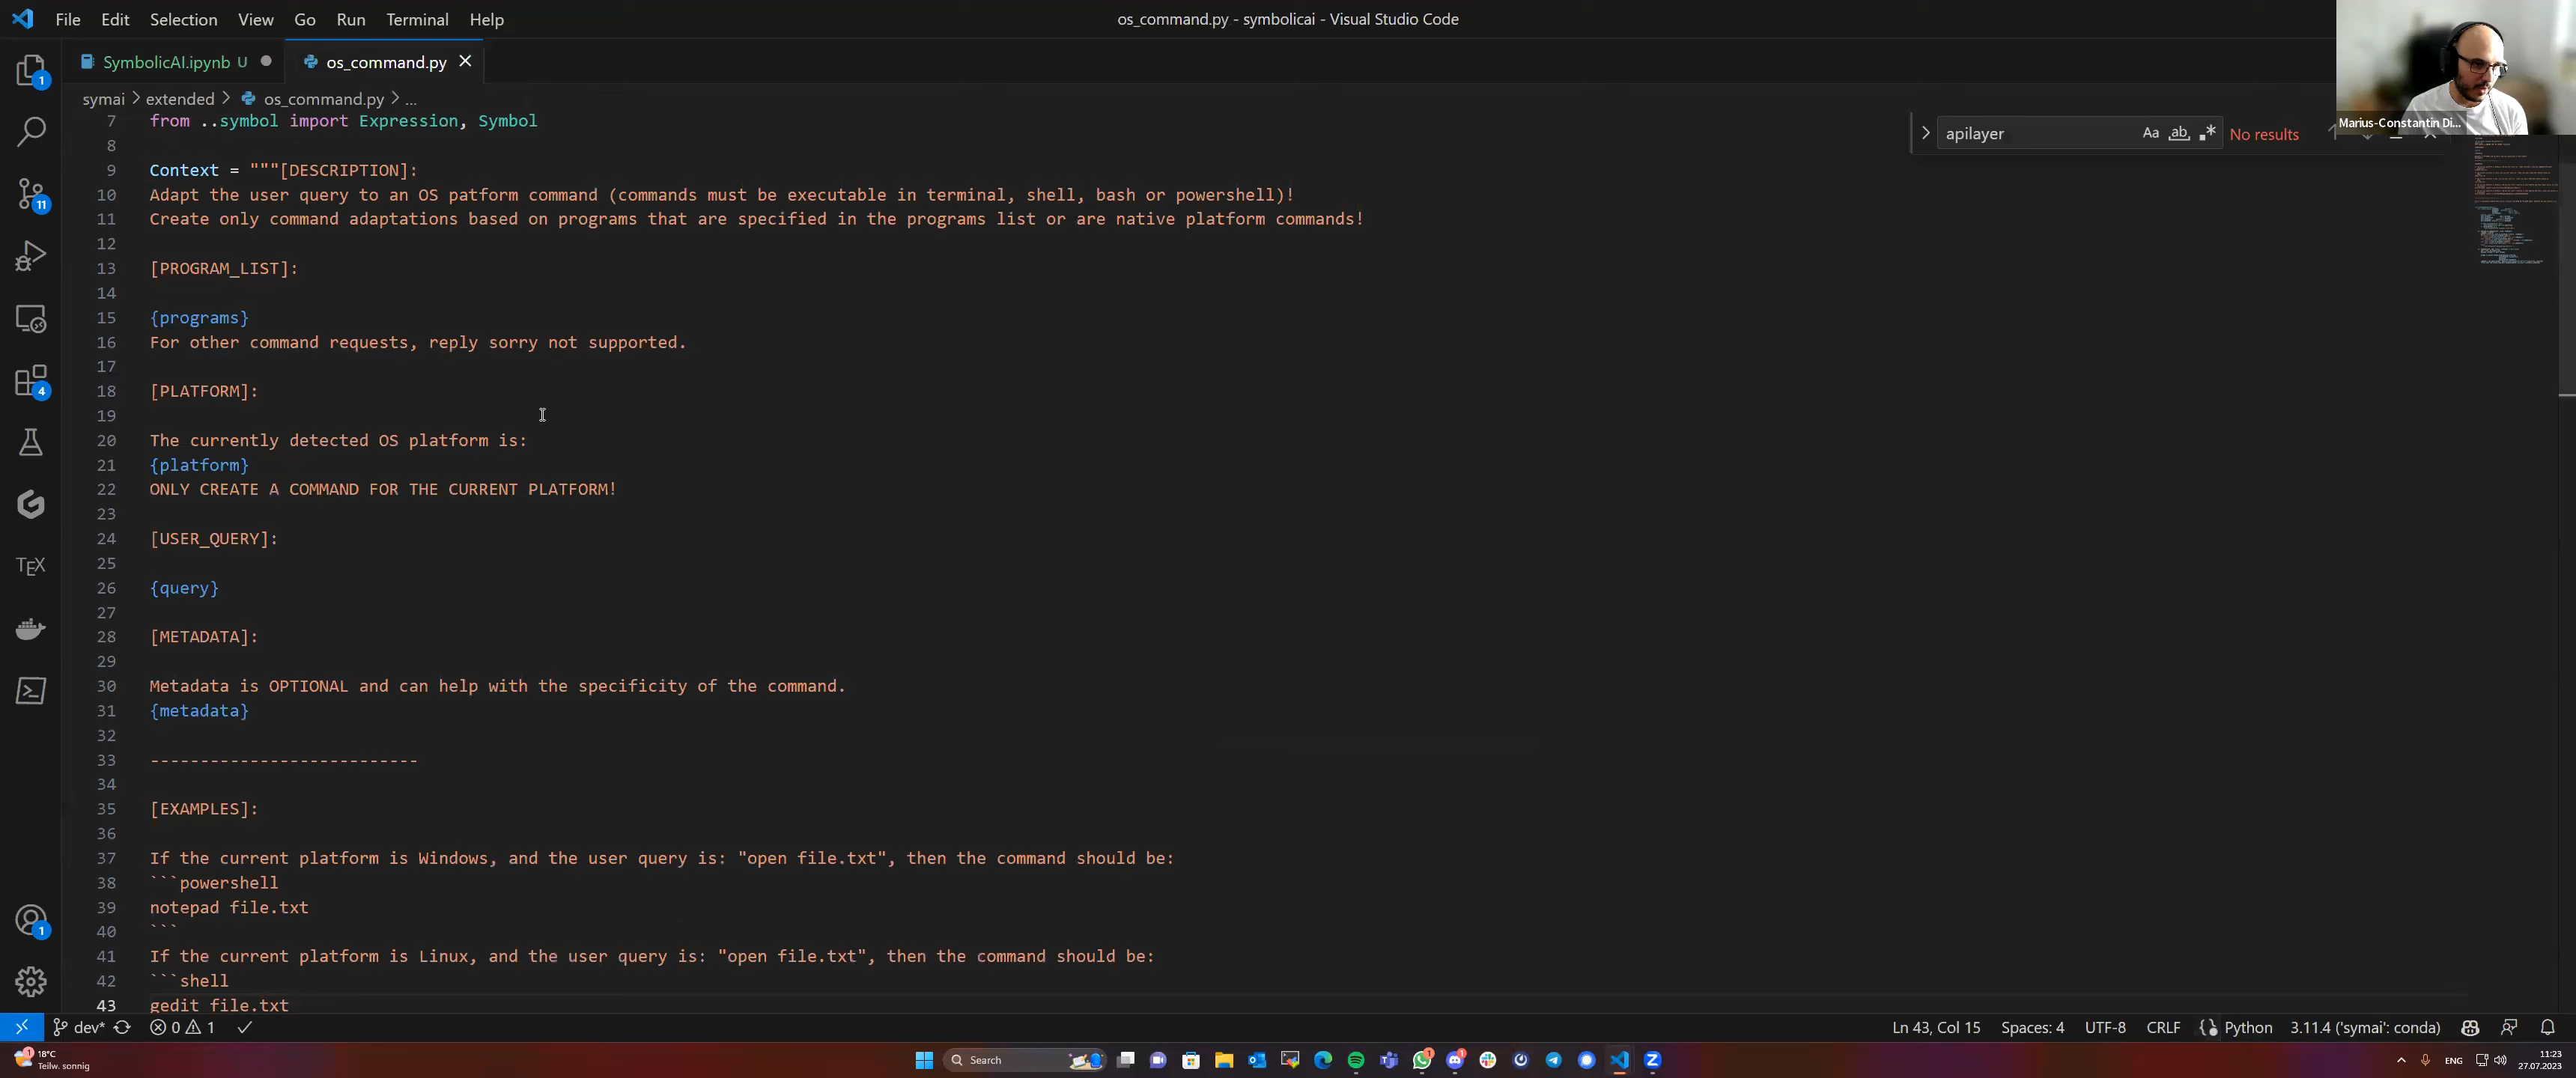 File Edit Selection View Go Run Terminal Help
os_command.py - symbolicai - Visual Studio Code
SymbolicAI.ipynb U
os_command.py
symai > extended > os_command.py > ...
apilayer
Aa ab .*
No results
Marius-Constantin Di...
7 from ..symbol import Expression, Symbol
8
9 Context = """[DESCRIPTION]:
10 Adapt the user query to an OS patform command (commands must be executable in terminal, shell, bash or powershell)!
11 Create only command adaptations based on programs that are specified in the programs list or are native platform commands!
12
13 [PROGRAM_LIST]:
14
15 {programs}
16 For other command requests, reply sorry not supported.
17
18 [PLATFORM]:
19
20 The currently detected OS platform is:
21 {platform}
22 ONLY CREATE A COMMAND FOR THE CURRENT PLATFORM!
23
24 [USER_QUERY]:
25
26 {query}
27
28 [METADATA]:
29
30 Metadata is OPTIONAL and can help with the specificity of the command.
31 {metadata}
32
33 ---------------------------
34
35 [EXAMPLES]:
36
37 If the current platform is Windows, and the user query is: "open file.txt", then the command should be:
38 ```powershell
39 notepad file.txt
40 ```
41 If the current platform is Linux, and the user query is: "open file.txt", then the command should be:
42 ```shell
43 gedit file.txt
1
11
4
TEX
1
dev* 0 1
Ln 43, Col 15 Spaces: 4 UTF-8 CRLF Python 3.11.4 ('symai': conda)
1 18°C
Teilw. sonnig
Search
1
1
ENG
11:23
27.07.2023